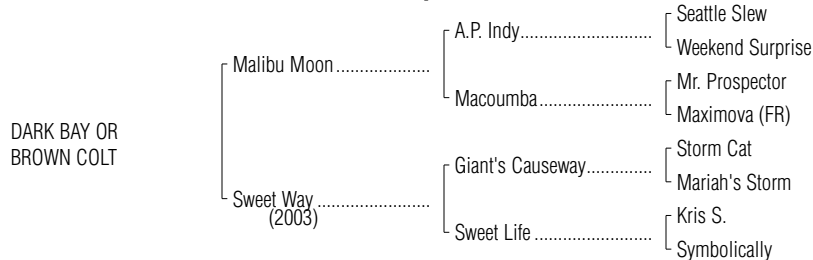 Seattle Slew
A.P. Indy
Weekend Surprise
Malibu Moon
Mr. Prospector
Macoumba
Maximova (FR)
DARK BAY OR
BROWN COLT
Storm Cat
Giant's Causeway
Mariah's Storm
Sweet Way
(2003)
Kris S.
Sweet Life
Symbolically